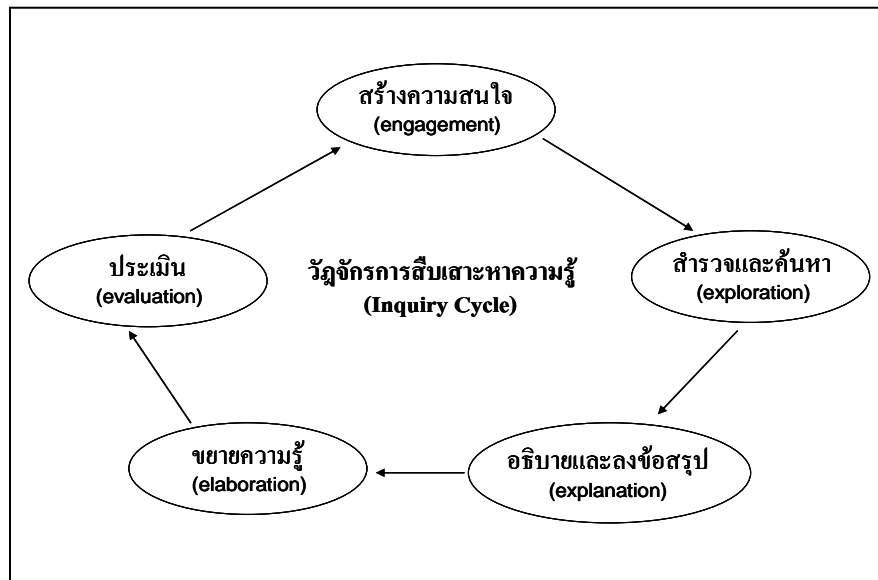 สร้างความสนใจ
(engagement)
สำรวจและค้นหา
(exploration)
อธิบายและลงข้อสรุป
(explanation)
ขยายความรู้
(elaboration)
ประเมิน
(evaluation)
วัฎจักรการสืบเสาะหาความรู้
(Inquiry Cycle)